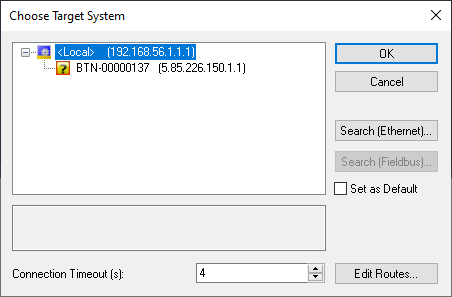 Choose Target System
<Local> (192.168.56.1.1.1)
BTN-00000137 (5.85.226.150.1.1)
OK
Cancel
Search (Ethernet)...
Search (Fieldbus)...
Set as Default
Connection Timeout (s):
4
Edit Routes...